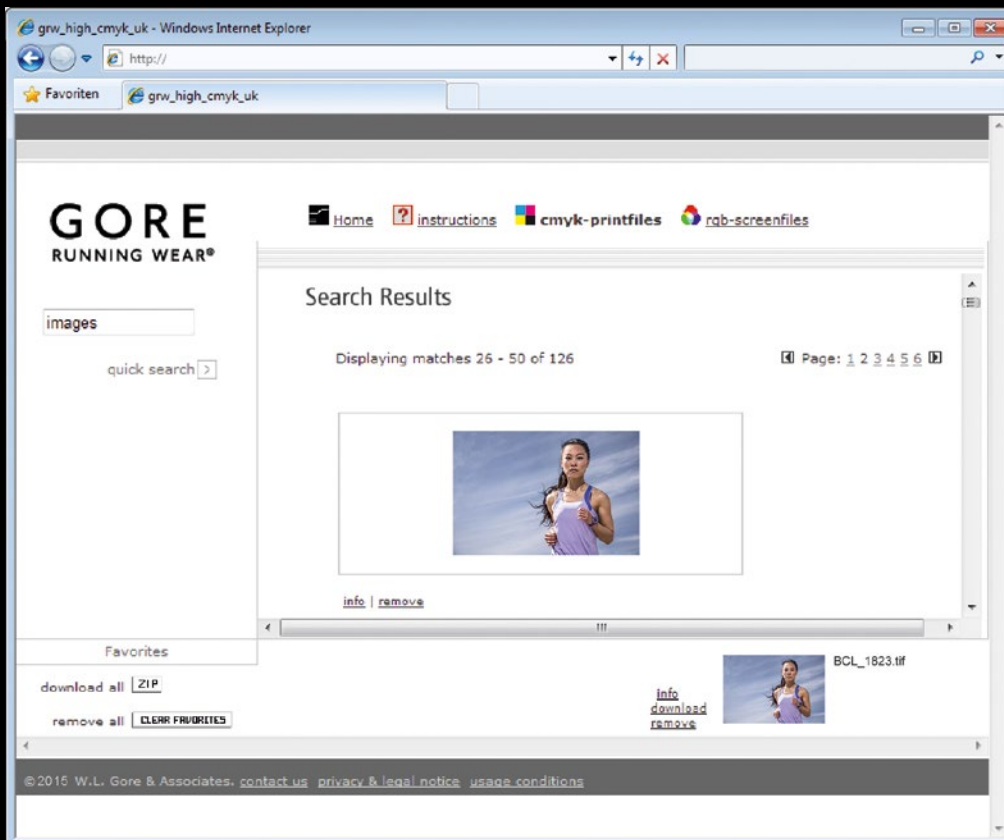 grw_high_cmyk_uk - Windows Internet Explorer
http://
Favoriten grw_high_cmyk_uk
GORE
RUNNING WEAR®
Home ? instructions cmyk-printfiles rgb-screenfiles
Search Results
images
quick search >
Displaying matches 26 - 50 of 126 Page: 1 2 3 4 5 6
info | remove
Favorites
download all ZIP
remove all CLEAR FAVORITES
BCL_1823.tif
info
download
remove
©2015 W.L. Gore & Associates. contact us privacy & legal notice usage conditions